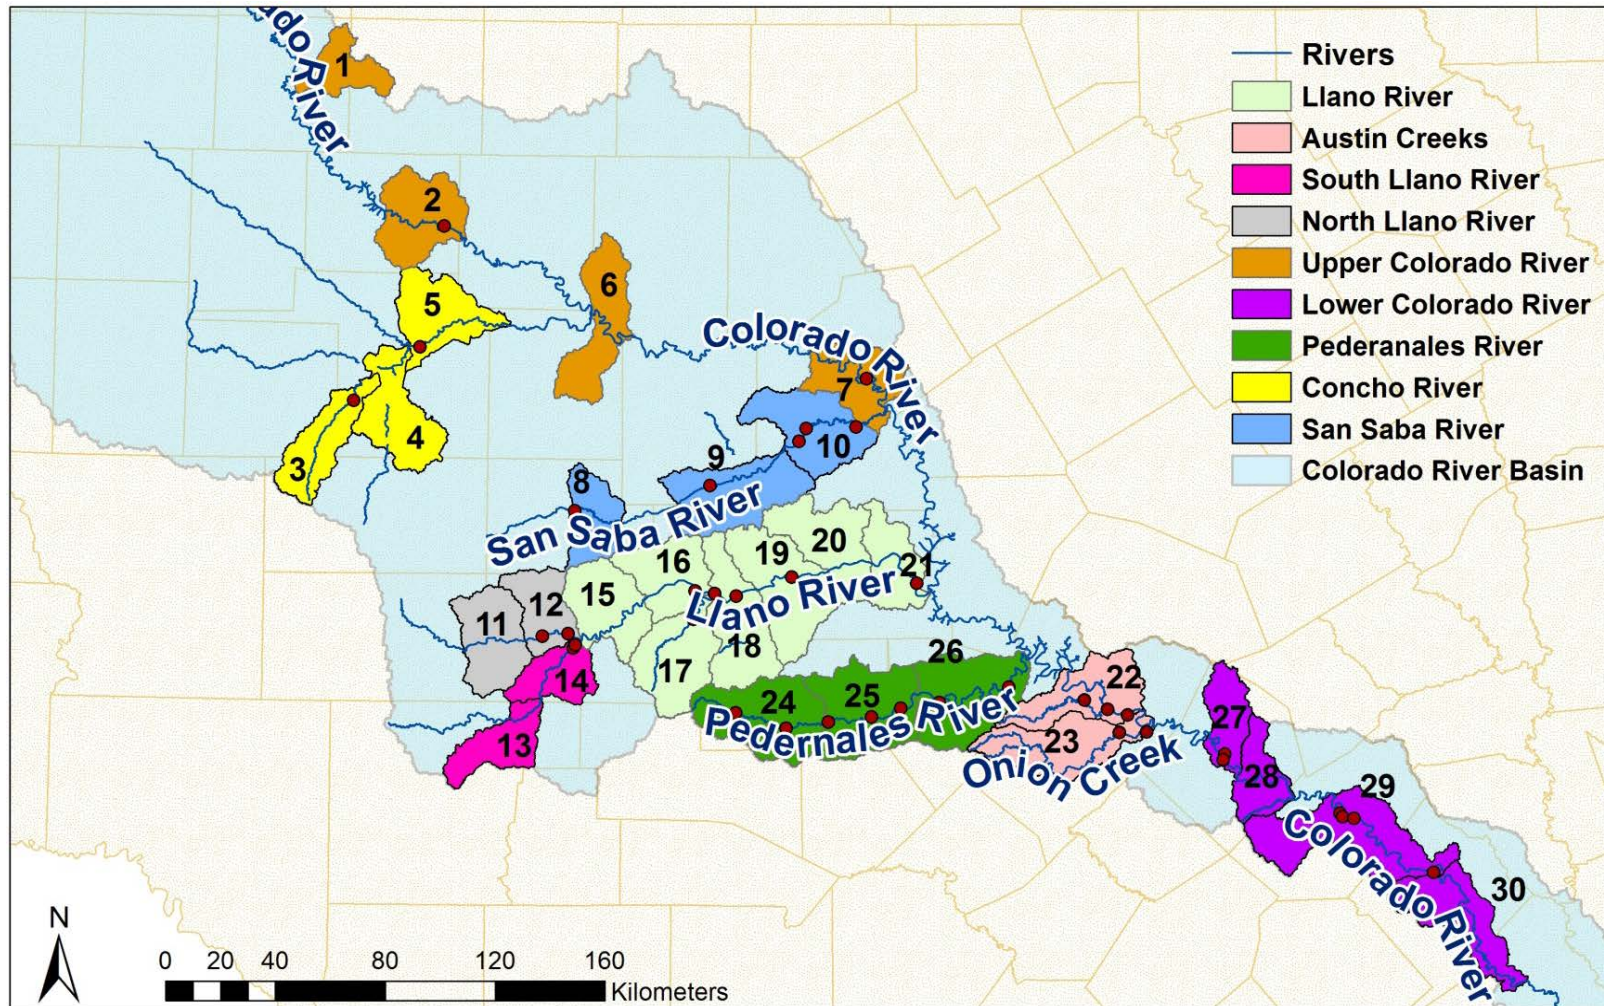 ado River
1
2
3
4
5
6
Colorado River
7
8
9
10
San Saba River
11
12
13
14
15
16
17
18
19
20
21
Llano River
22
23
24
25
26
Pedernales River
Onion Creek
27
28
29
30
Colorado River
Rivers
Llano River
Austin Creeks
South Llano River
North Llano River
Upper Colorado River
Lower Colorado River
Pederanales River
Concho River
San Saba River
Colorado River Basin
N
0 20 40 80 120 160
Kilometers